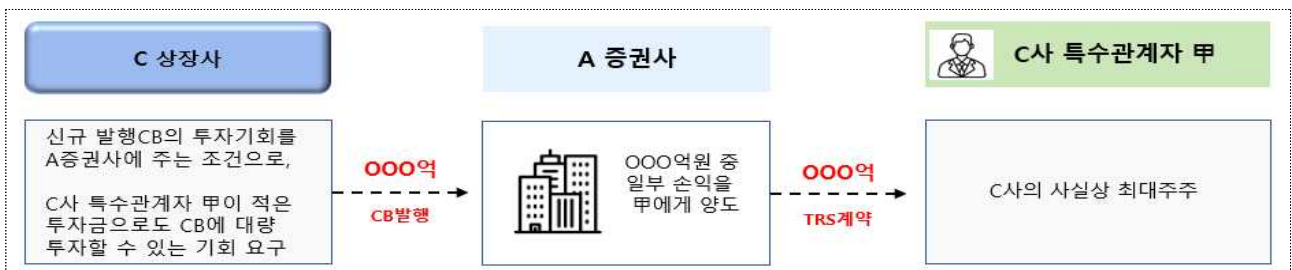 C 상장사
A 증권사
C사 특수관계자 甲
신규 발행CB의 투자기회를
A증권사에 주는 조건으로,
C사 특수관계자 甲이 적은
투자금으로도 CB에 대량
투자할 수 있는 기회 요구
OOO억
CB발행
OOO억원 중
일부 손익을
甲에게 양도
OOO억
TRS계약
C사의 사실상 최대주주